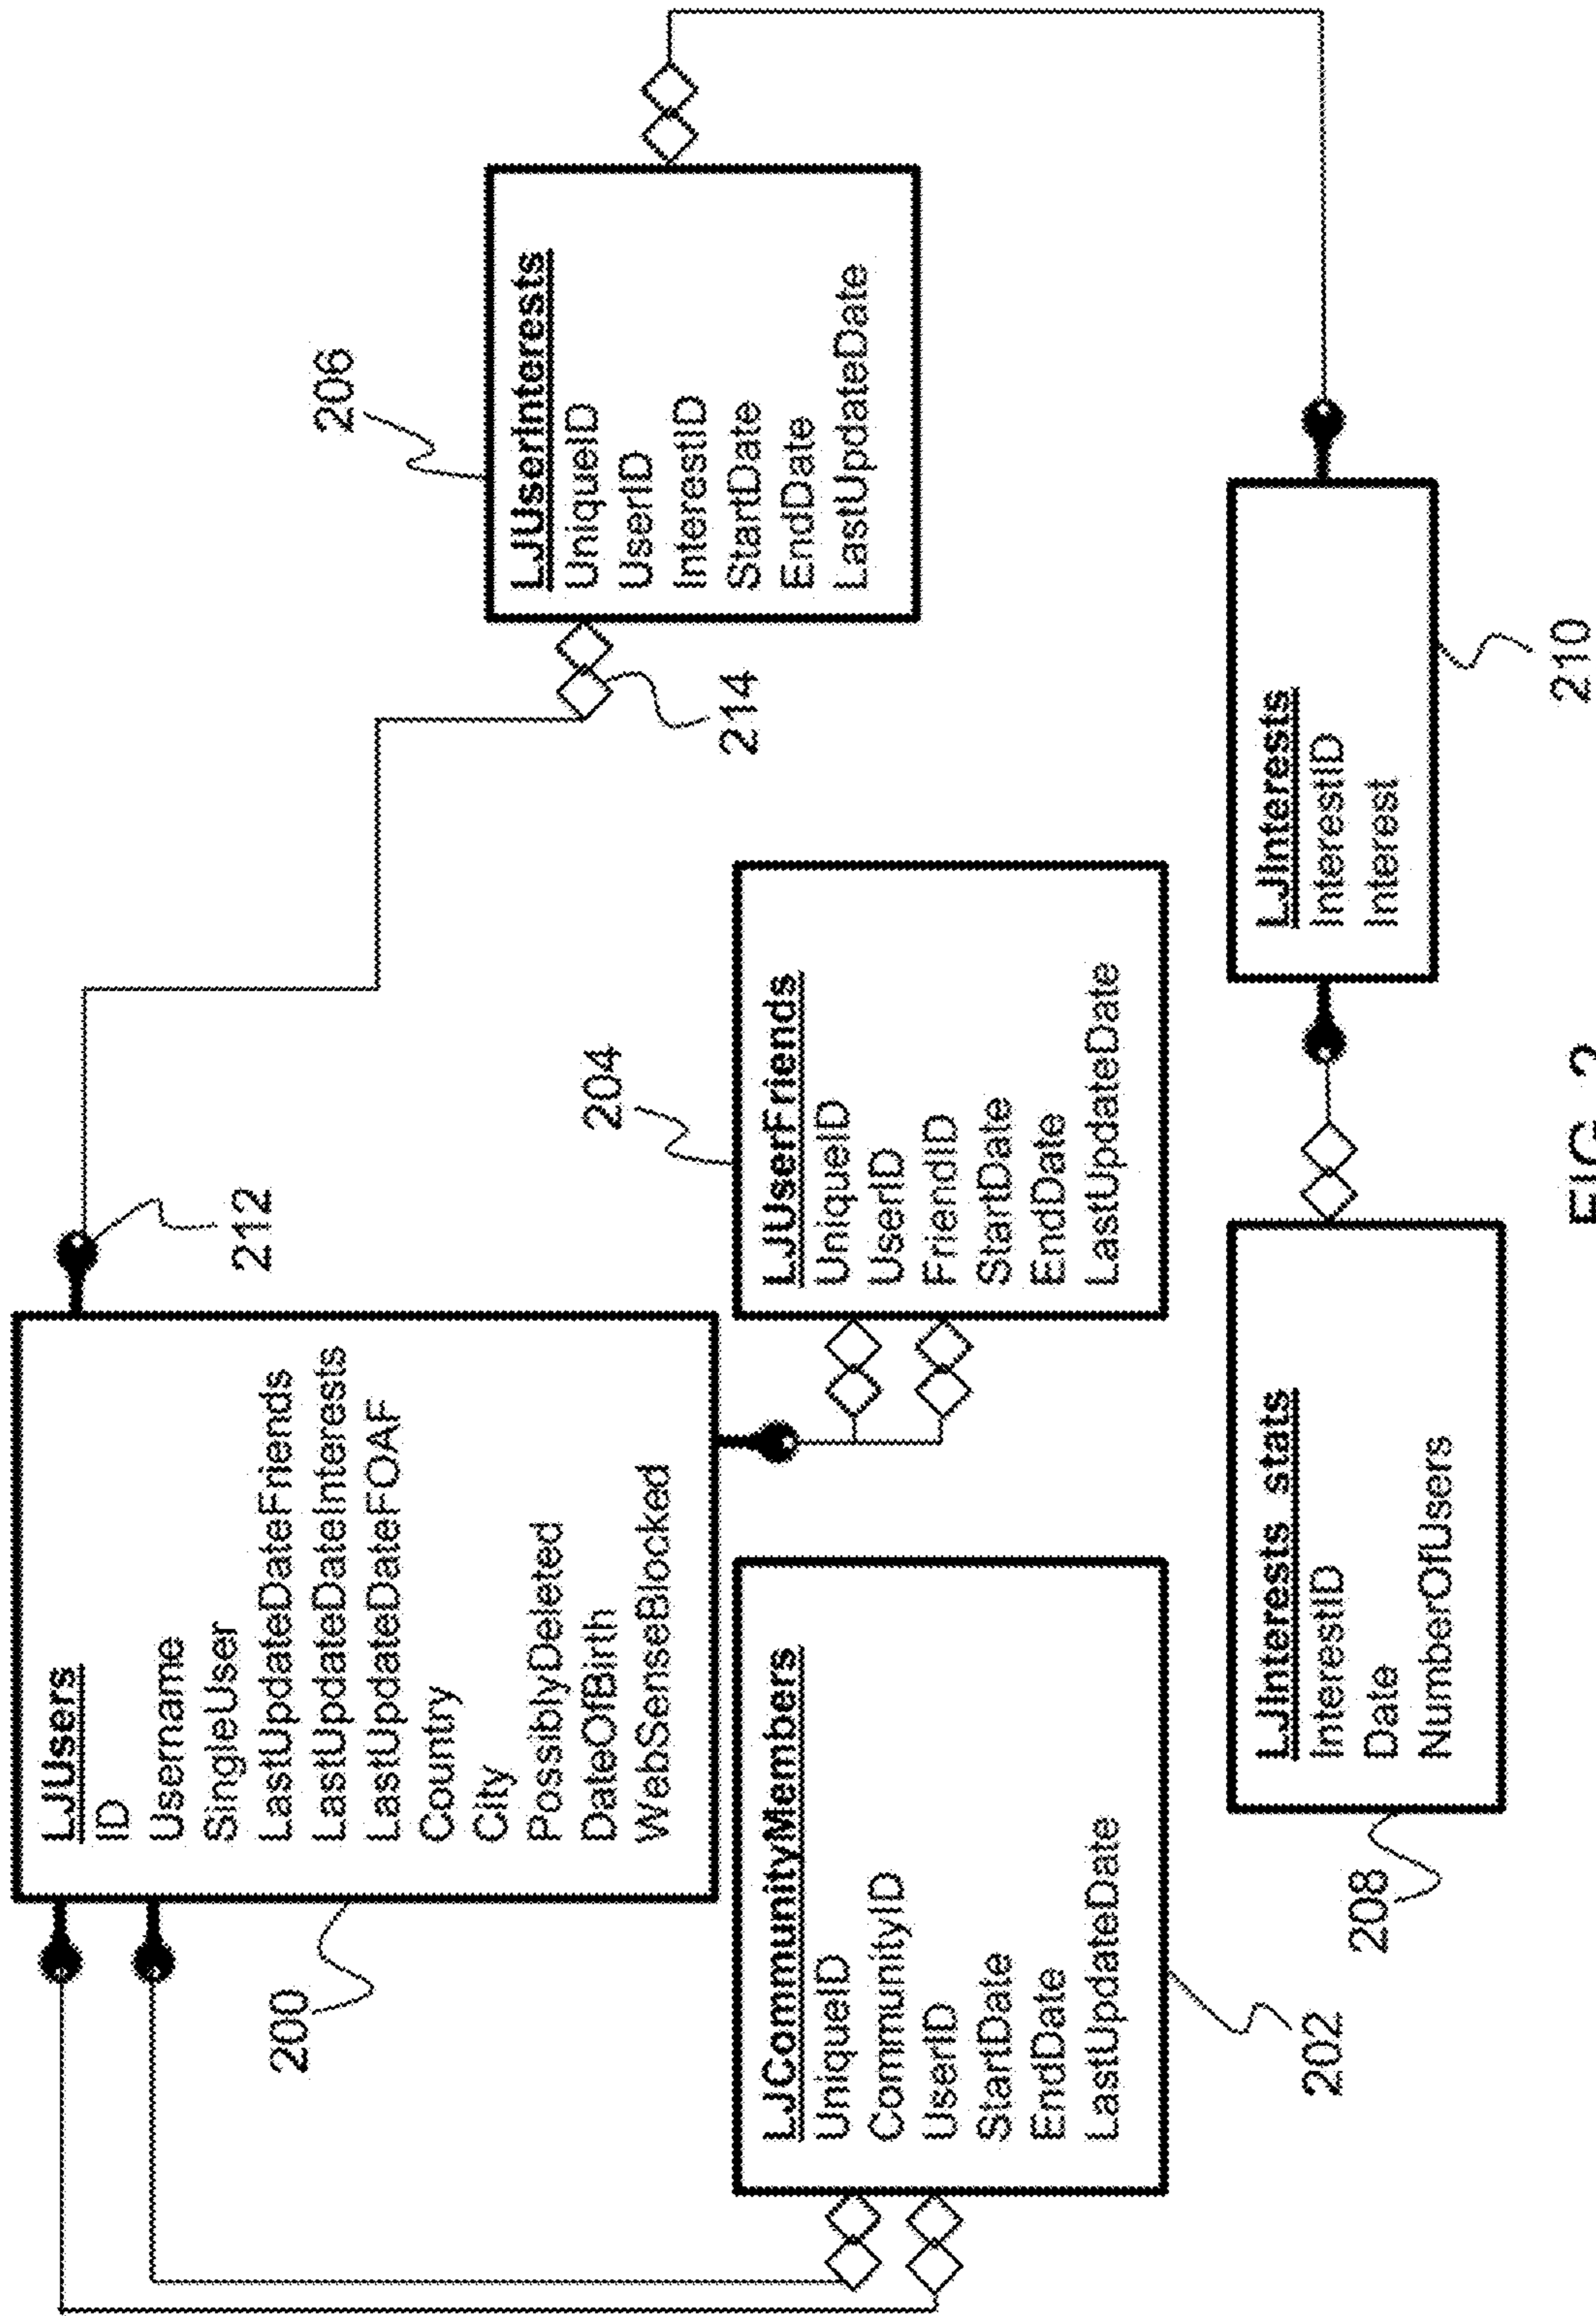 LJUsers
ID
Username
SingleUser
LastUpdateDateFriends
LastUpdateDateInterests
LastUpdateDateFOAF
Country
City
PossiblyDeleted
DateOfBirth
WebSenseBlocked
200
212
LJCommunityMembers
UniqueID
CommunityID
UserID
StartDate
EndDate
LastUpdateDate
202
LJUserFriends
UniqueID
UserID
FriendID
StartDate
EndDate
LastUpdateDate
204
LJUserInterests
UniqueID
UserID
InterestID
StartDate
EndDate
LastUpdateDate
206
214
LJInterests_stats
InterestID
Date
NumberOfUsers
208
LJInterests
InterestID
Interest
210
FIG. 2